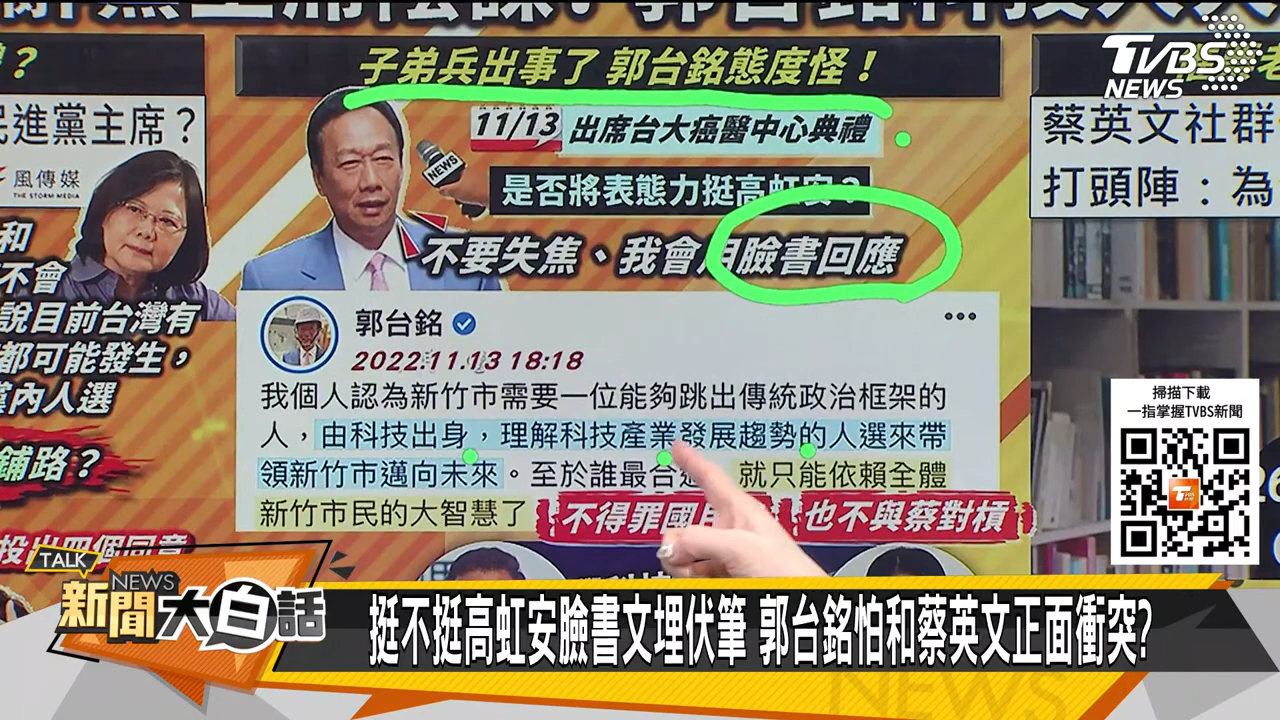 子弟兵出事了 郭台銘態度怪！
TVBS
NEWS
？
民進黨主席？
風傳媒
THE STORM MEDIA
和
不會
說目前台灣有
都可能發生，
黨內人選
鋪路？
投出四個同意
11/13 出席台大癌醫中心典禮
NEWS
是否將表態力挺高虹安？
不要失焦、我會用臉書回應
郭台銘
2022.11.13 18:18
我個人認為新竹市需要一位能夠跳出傳統政治框架的
人，由科技出身，理解科技產業發展趨勢的人選來帶
領新竹市邁向未來。至於誰最合適 就只能依賴全體
新竹市民的大智慧了
不得罪國 也不與蔡對槓
蔡英文社群
打頭陣：為
掃描下載
一指掌握TVBS新聞
TVBS
TALK
NEWS
新聞大白話
挺不挺高虹安臉書文埋伏筆 郭台銘怕和蔡英文正面衝突?
NEWS